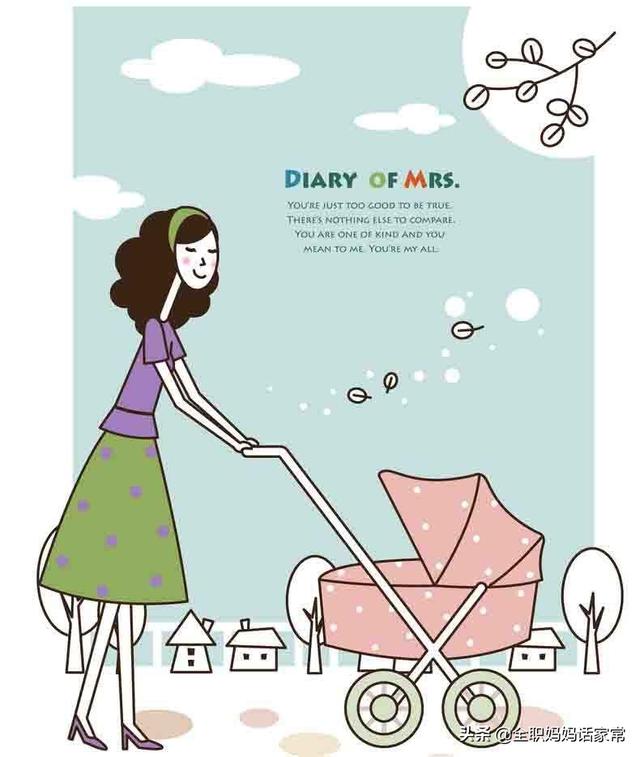 DIARY OF MRS.
YOU'RE JUST TOO GOOD TO BE TRUE.
THERE'S NOTHING ELSE TO COMPARE.
YOU ARE ONE OF KIND AND YOU
MEAN TO ME. YOU'RE MY ALL.
头条 @全职妈妈话家常